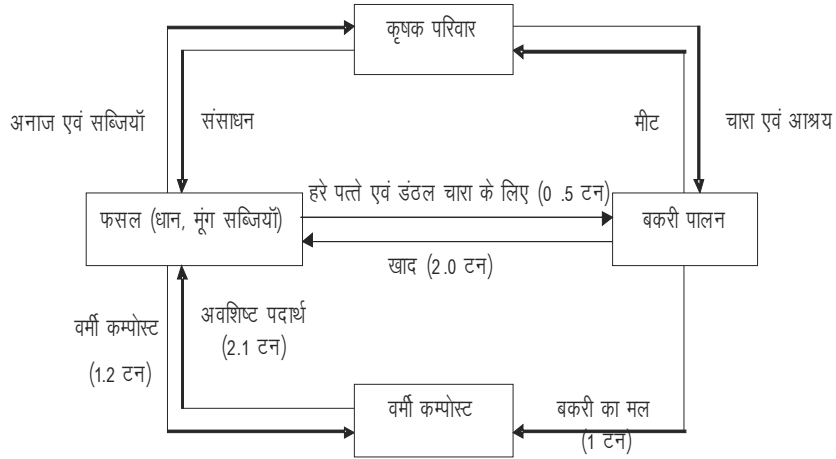 कृषक परिवार
अनाज एवं सब्जियॉ
संसाधन
मीट
चारा एवं आश्रय
फसल (धान, मूंग सब्जियॉ)
हरे पत्ते एवं डंठल चारा के लिए (0 .5 टन)
बकरी पालन
खाद (2.0 टन)
वर्मी कम्पोस्ट
(1.2 टन)
अवशिष्ट पदार्थ
(2.1 टन)
वर्मी कम्पोस्ट
बकरी का मल
(1 टन)